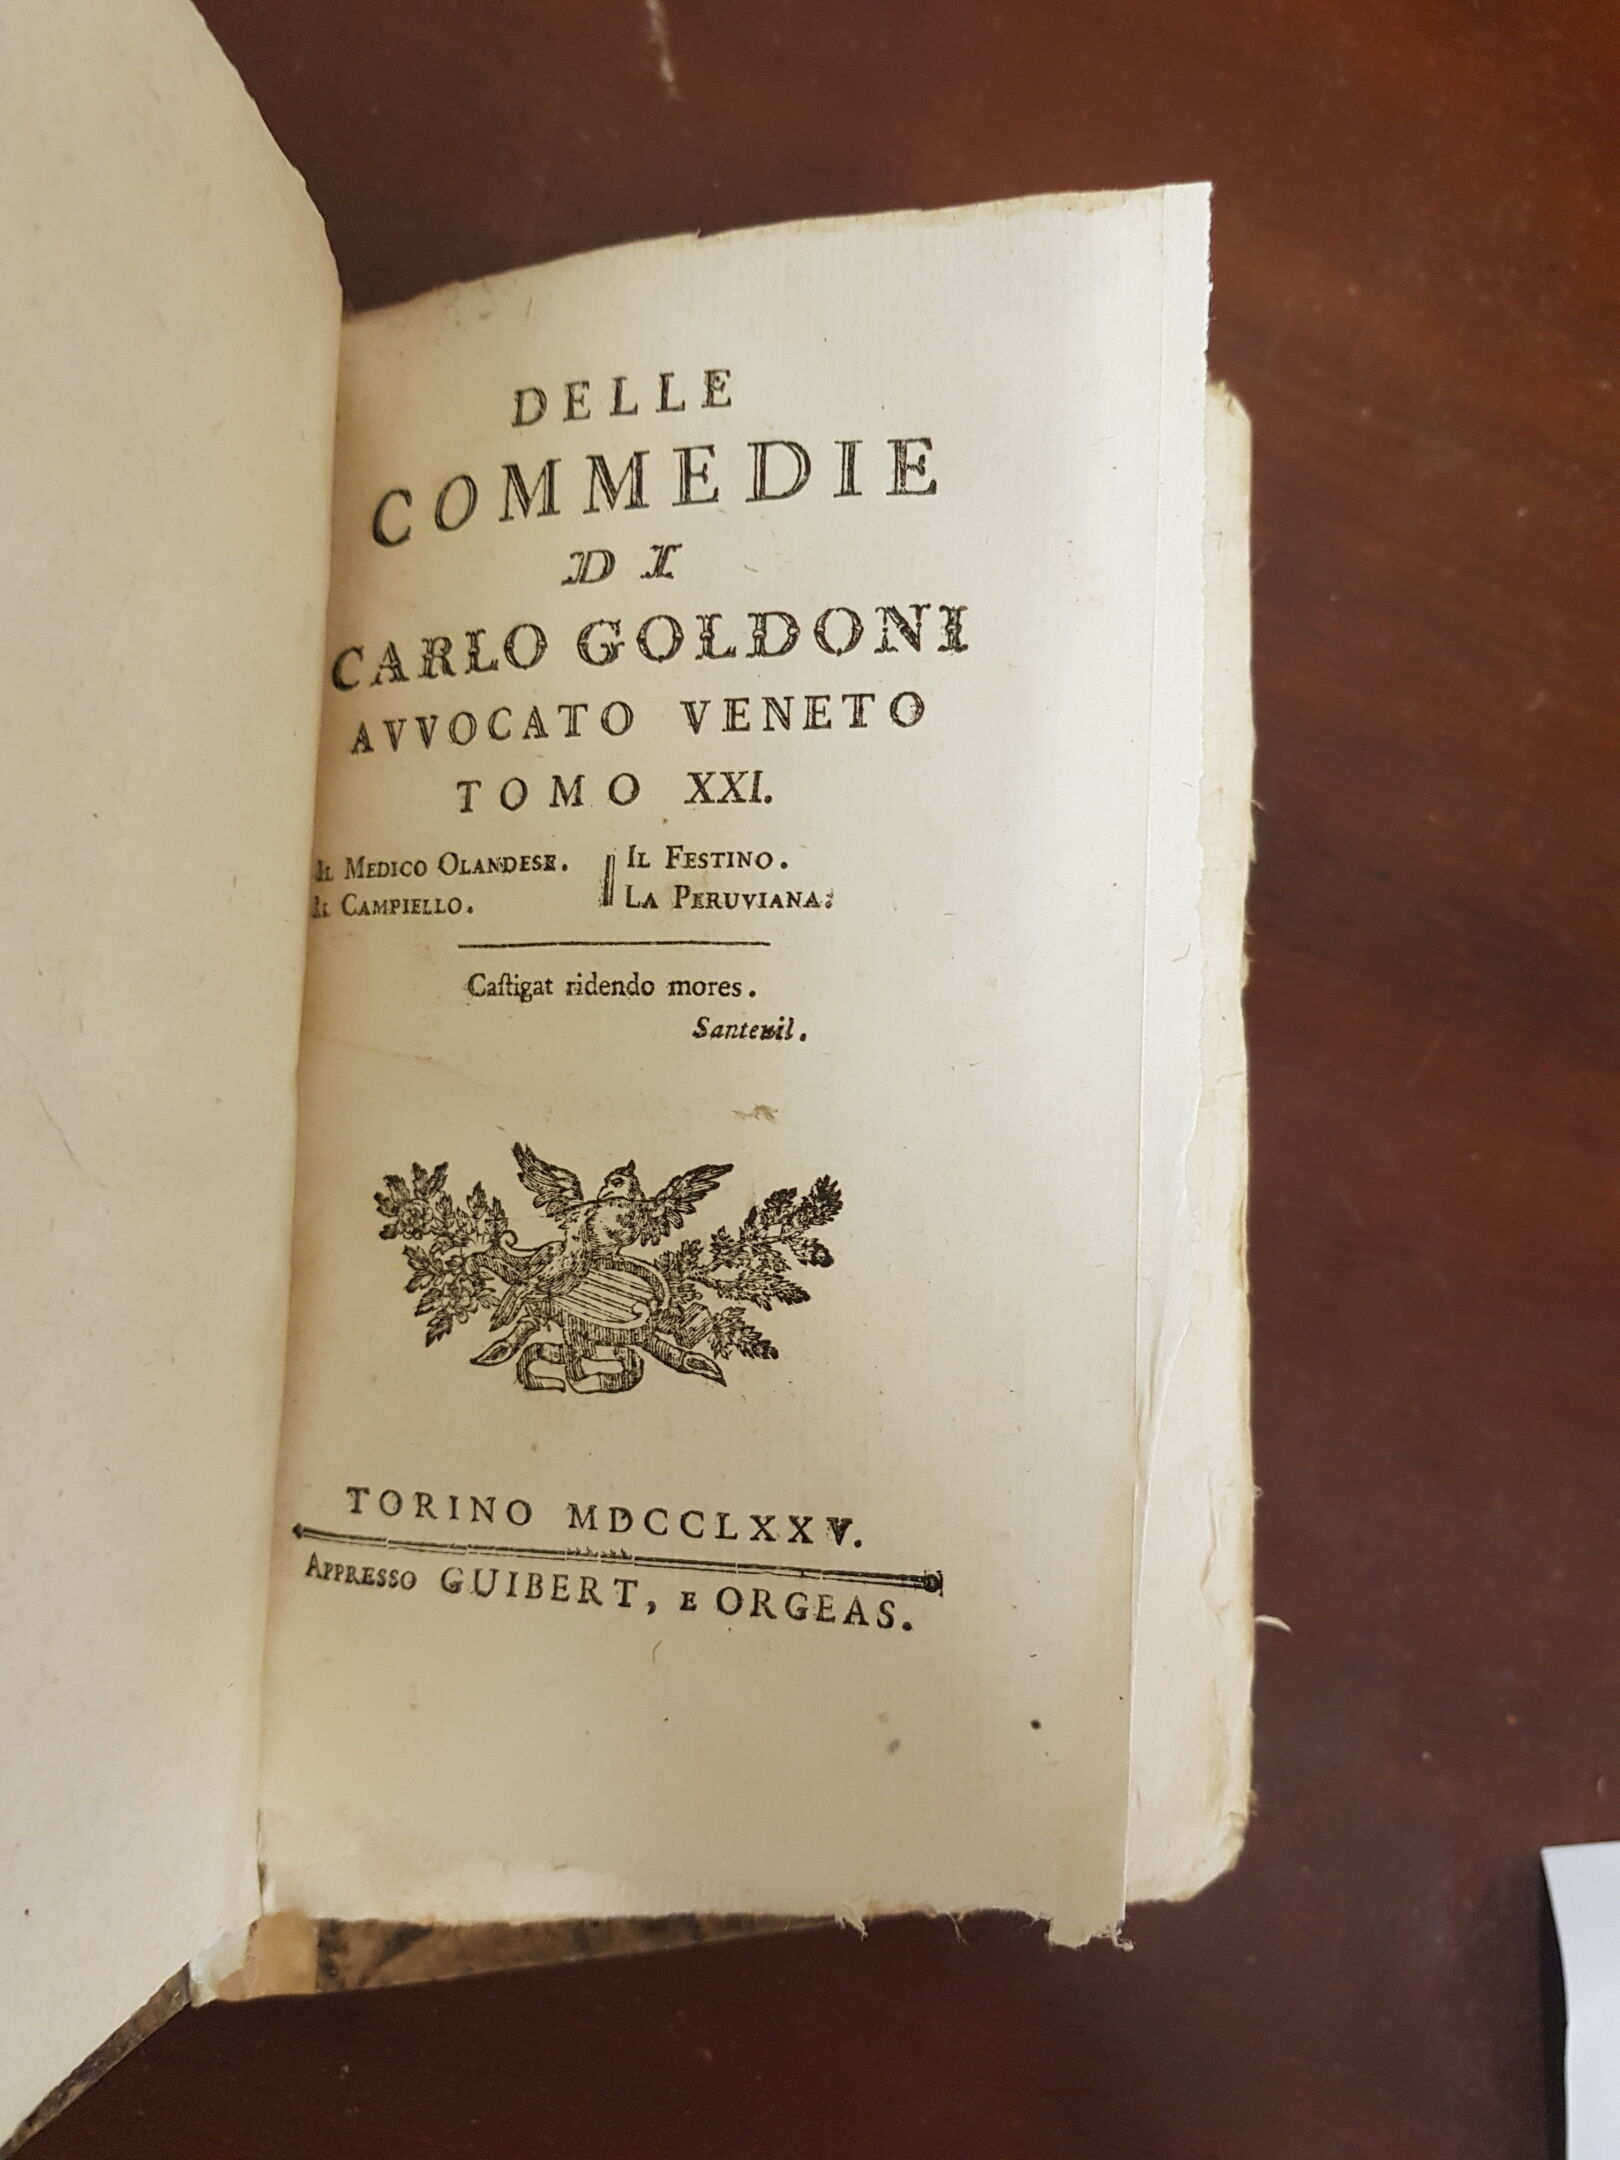 DELLE
COMMEDIE
DI
CARLO GOLDONI
AVVOCATO VENETO
TOMO XXI.
IL MEDICO OLANDESE. || IL FESTINO.
IL CAMPIELLO. || LA PERUVIANA.
Caſtigat ridendo mores.
Santeuil.
TORINO MDCCLXXV.
APPRESSO GUIBERT, E ORGEAS.